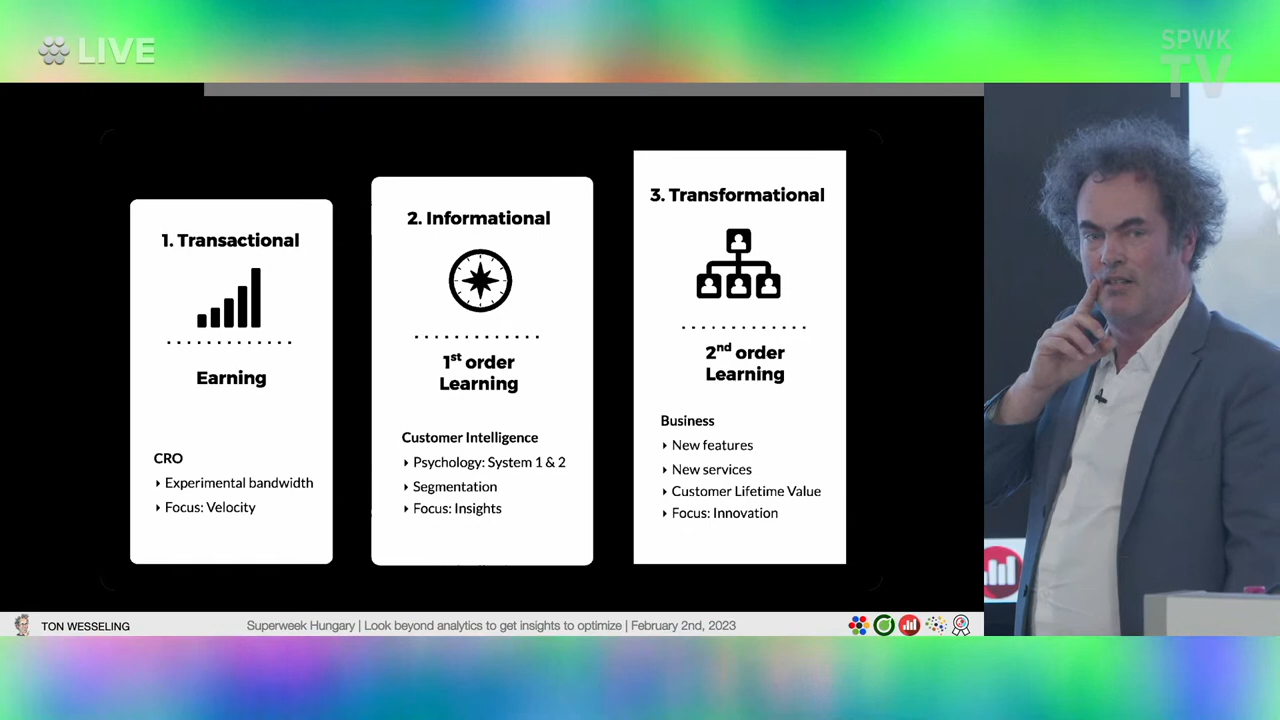 LIVE
SPWK
TV
1. Transactional
Earning
CRO
Experimental bandwidth
Focus: Velocity
2. Informational
1st order
Learning
Customer Intelligence
Psychology: System 1 & 2
Segmentation
Focus: Insights
3. Transformational
2nd order
Learning
Business
New features
New services
Customer Lifetime Value
Focus: Innovation
TON WESSELING
Superweek Hungary | Look beyond analytics to get insights to optimize | February 2nd, 2023